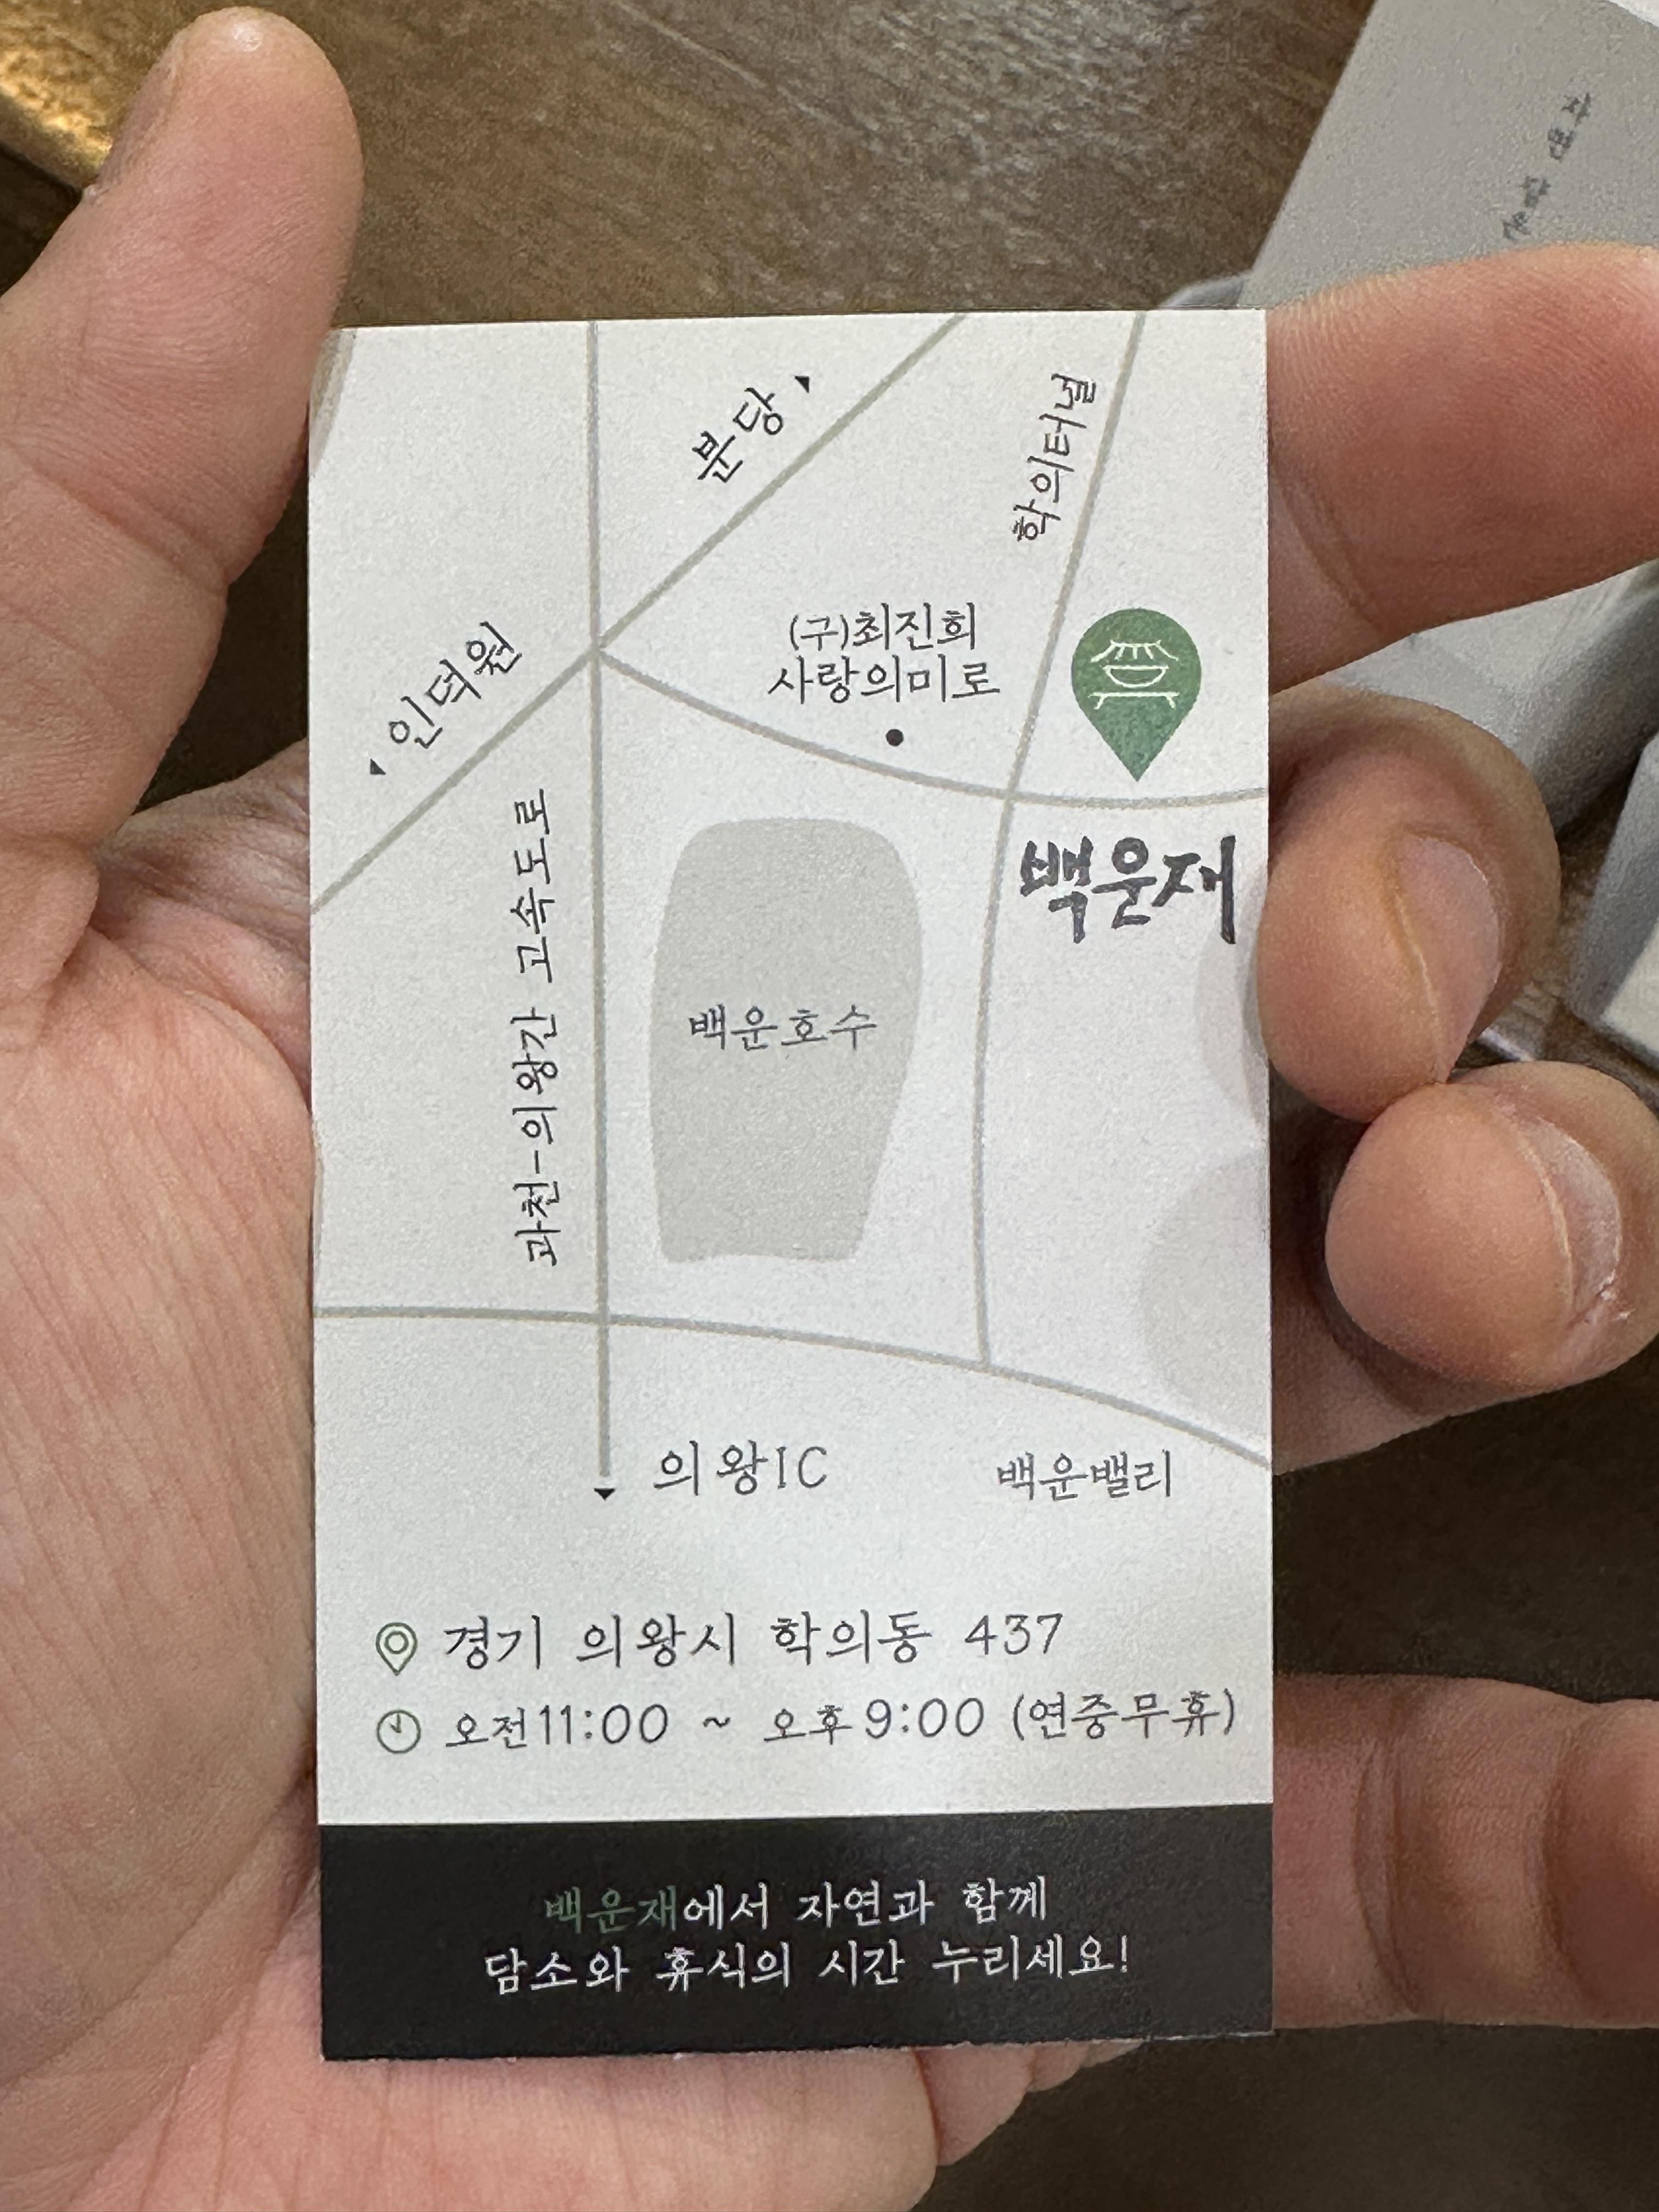 분당
학의터널
(구)최진희
사랑의미로
인덕원
백운재
과천-의왕간 고속도로
백운호수
의왕IC
백운밸리
경기 의왕시 학의동 437
오전11:00 ~ 오후9:00 (연중무휴)
백운재에서 자연과 함께
담소와 휴식의 시간 누리세요!